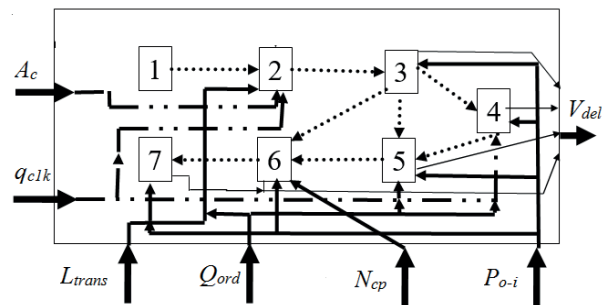 A_c
1
2
3
4
V_del
q_c1k
7
6
5
L_trans
Q_ord
N_cp
P_o-i